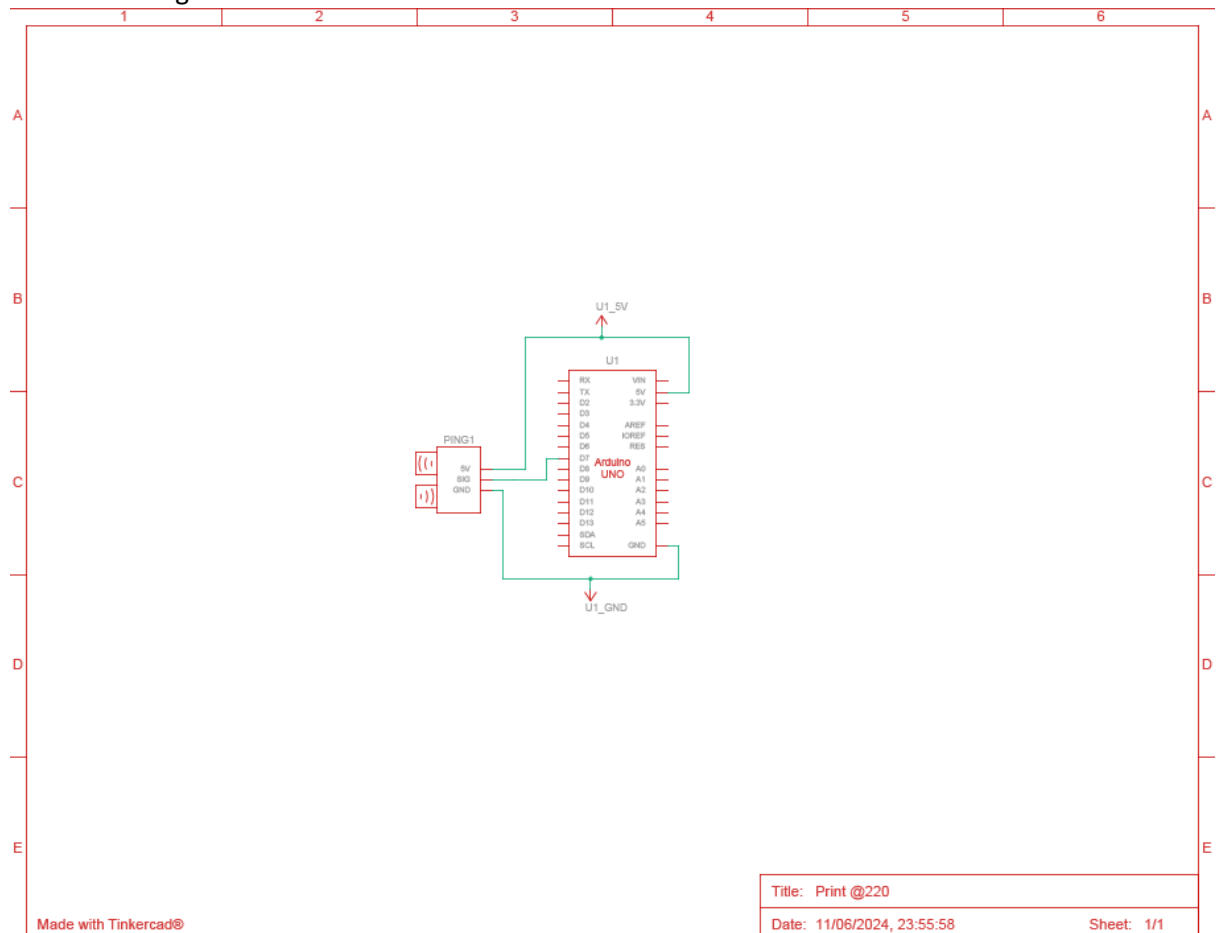 1 2 3 4 5 6
A A
B B
U1_5V
U1
RX VIN
TX 5V
D2 3.3V
D3
D4 AREF
D5 IOREF
D6 RES
D7
PING1
Arduino
UNO
D8 A0
D9 A1
D10 A2
D11 A3
D12 A4
D13 A5
SDA
SCL GND
5V
SIG
GND
C C
U1_GND
D D
E E
Title: Print @220
Made with Tinkercad®
Date: 11/06/2024, 23:55:58 Sheet: 1/1